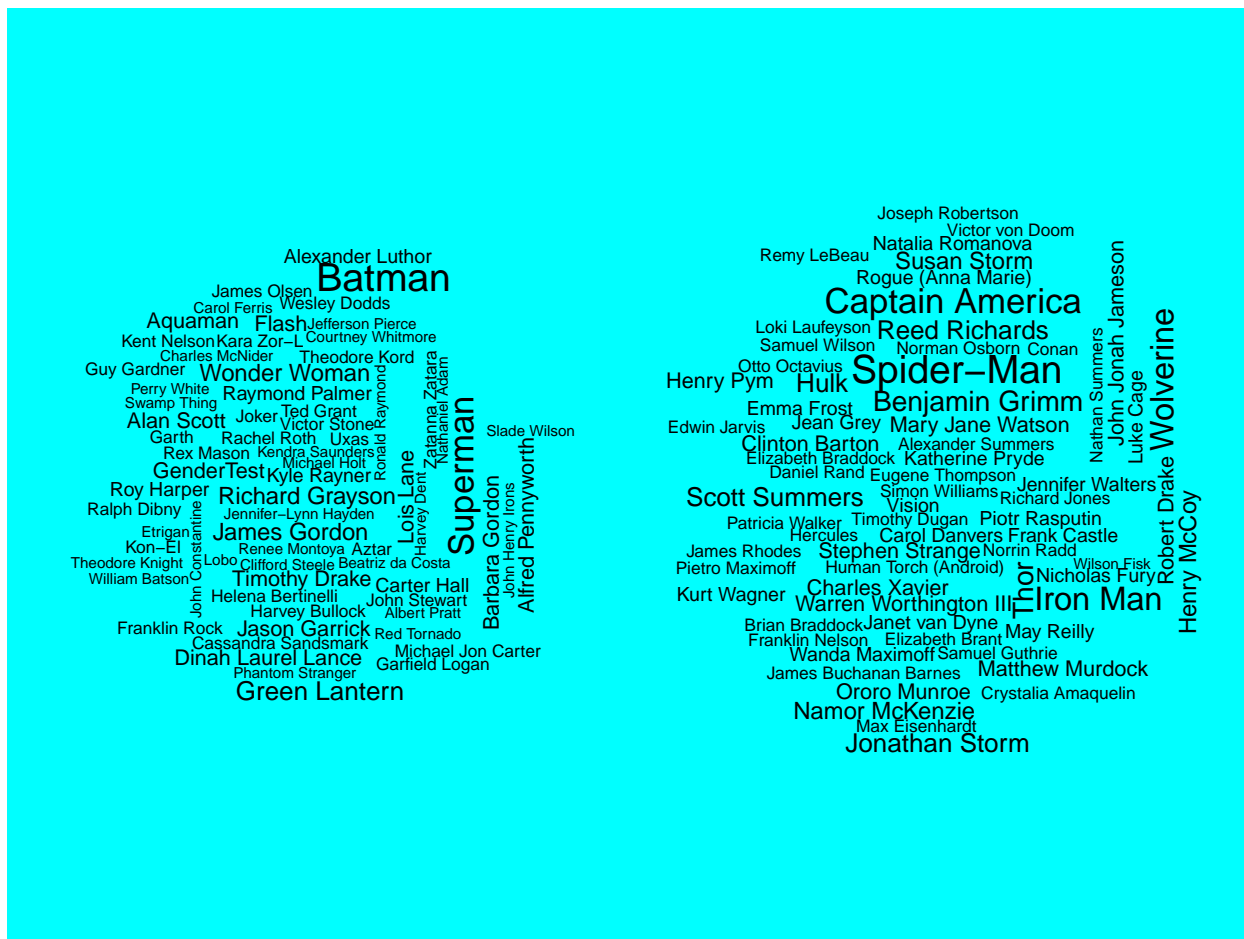 Alexander Luthor
Batman
James Olsen
Carol Ferris
Wesley Dodds
Aquaman
Flash
Jefferson Pierce
Kent Nelson
Kara Zor−L
Courtney Whitmore
Charles McNider
Theodore Kord
Guy Gardner
Wonder Woman
Perry White
Raymond Palmer
Swamp Thing
Ronald Raymond
Zatanna Zatara
Nathaniel Adam
Alan Scott
Joker
Ted Grant
Victor Stone
Garth
Rachel Roth
Uxas
Rex Mason
Kendra Saunders
Michael Holt
GenderTest
Kyle Rayner
Superman
Slade Wilson
Roy Harper
Richard Grayson
Lois Lane
Harvey Dent
Ralph Dibny
Jennifer−Lynn Hayden
Etrigan
James Gordon
Kon−El
Renee Montoya
Aztar
Theodore Knight
John Constantine
Lobo
Clifford Steele
Beatriz da Costa
William Batson
Timothy Drake
Carter Hall
Barbara Gordon
John Henry Irons
Alfred Pennyworth
Helena Bertinelli
John Stewart
Harvey Bullock
Albert Pratt
Franklin Rock
Jason Garrick
Red Tornado
Cassandra Sandsmark
Michael Jon Carter
Dinah Laurel Lance
Garfield Logan
Phantom Stranger
Green Lantern
Joseph Robertson
Victor von Doom
Natalia Romanova
Remy LeBeau
Susan Storm
Rogue (Anna Marie)
Captain America
Loki Laufeyson
Reed Richards
Samuel Wilson
Norman Osborn
Conan
Nathan Summers
John Jonah Jameson
Luke Cage
Wolverine
Otto Octavius
Spider−Man
Henry Pym
Hulk
Emma Frost
Benjamin Grimm
Edwin Jarvis
Jean Grey
Mary Jane Watson
Clinton Barton
Alexander Summers
Elizabeth Braddock
Katherine Pryde
Daniel Rand
Eugene Thompson
Simon Williams
Jennifer Walters
Scott Summers
Vision
Richard Jones
Robert Drake
Henry McCoy
Patricia Walker
Timothy Dugan
Piotr Rasputin
Hercules
Carol Danvers
Frank Castle
James Rhodes
Stephen Strange
Norrin Radd
Pietro Maximoff
Human Torch (Android)
Wilson Fisk
Thor
Nicholas Fury
Kurt Wagner
Charles Xavier
Iron Man
Warren Worthington III
Brian Braddock
Janet van Dyne
May Reilly
Franklin Nelson
Elizabeth Brant
Wanda Maximoff
Samuel Guthrie
James Buchanan Barnes
Matthew Murdock
Ororo Munroe
Crystalia Amaquelin
Namor McKenzie
Max Eisenhardt
Jonathan Storm